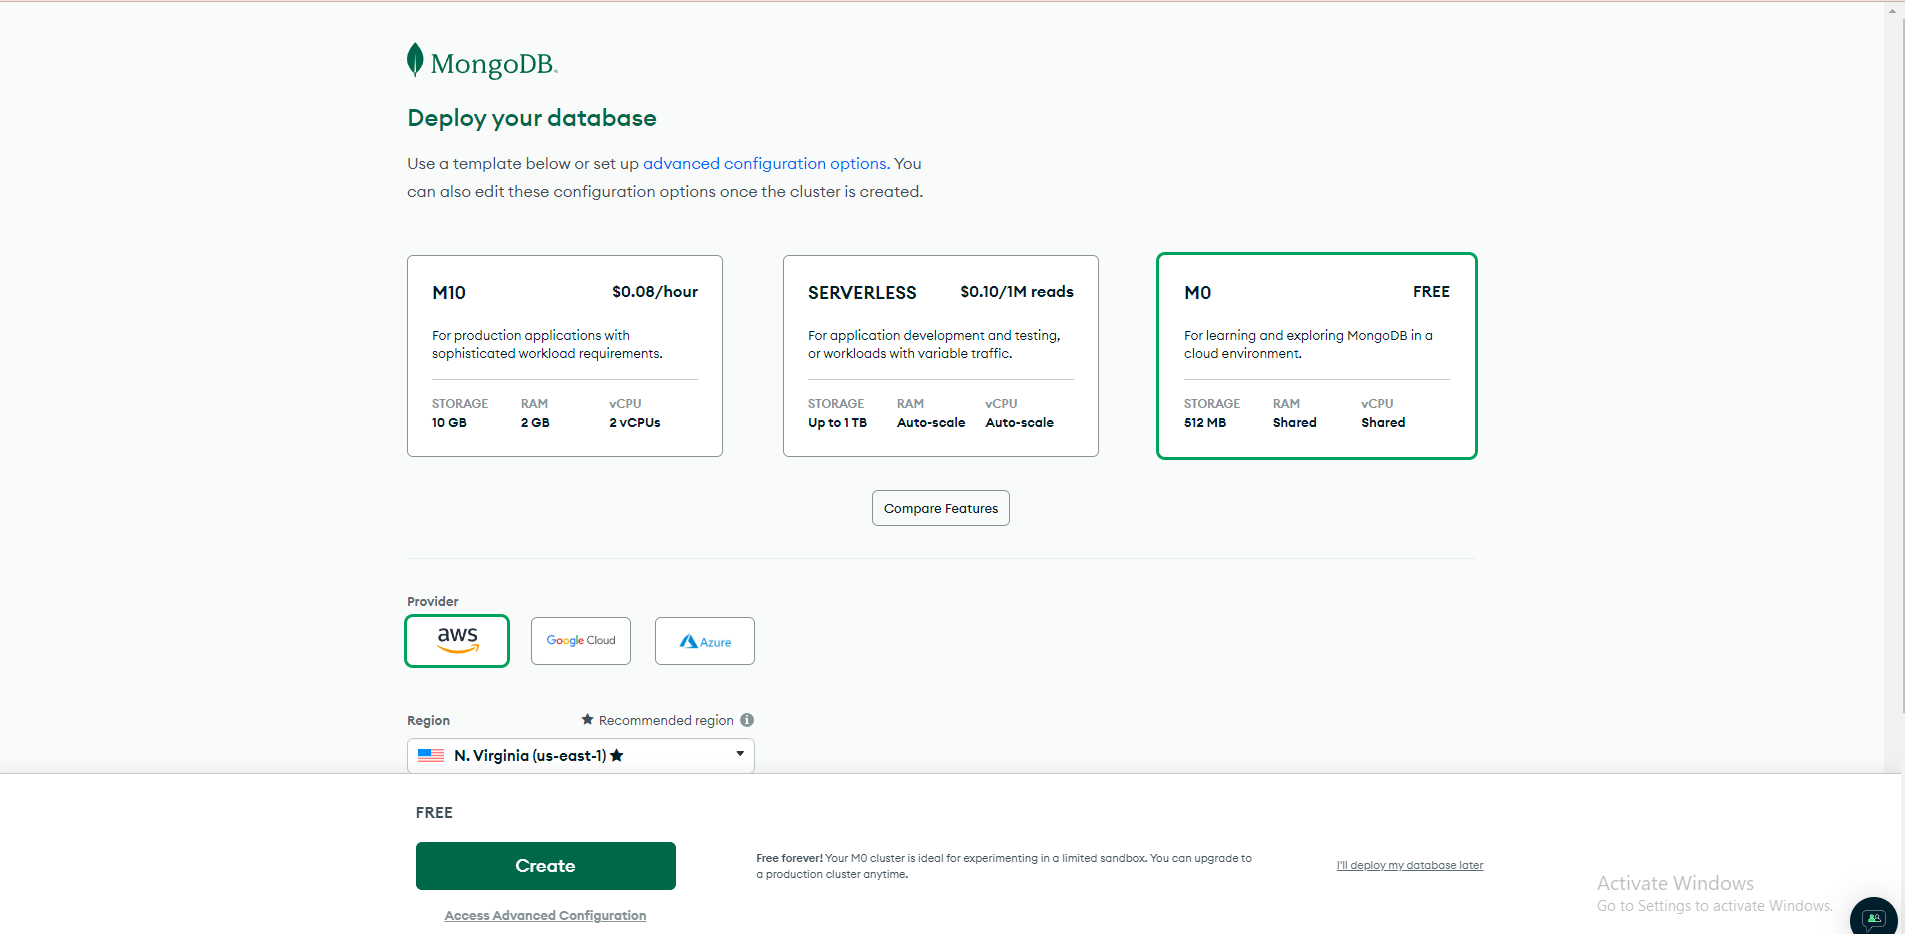 MongoDB.
Deploy your database
Use a template below or set up advanced configuration options. You
can also edit these configuration options once the cluster is created.
M10 $0.08/hour
For production applications with
sophisticated workload requirements.
STORAGE RAM vCPU
10 GB 2 GB 2 vCPUs
SERVERLESS $0.10/1M reads
For application development and testing,
or workloads with variable traffic.
STORAGE RAM vCPU
Up to 1 TB Auto-scale Auto-scale
M0 FREE
For learning and exploring MongoDB in a
cloud environment.
STORAGE RAM vCPU
512 MB Shared Shared
Compare Features
Provider
aws Google Cloud Azure
Region ★ Recommended region
N. Virginia (us-east-1) ★
FREE
Create
Access Advanced Configuration
Free forever! Your M0 cluster is ideal for experimenting in a limited sandbox. You can upgrade to
a production cluster anytime.
I'll deploy my database later
Activate Windows
Go to Settings to activate Windows.